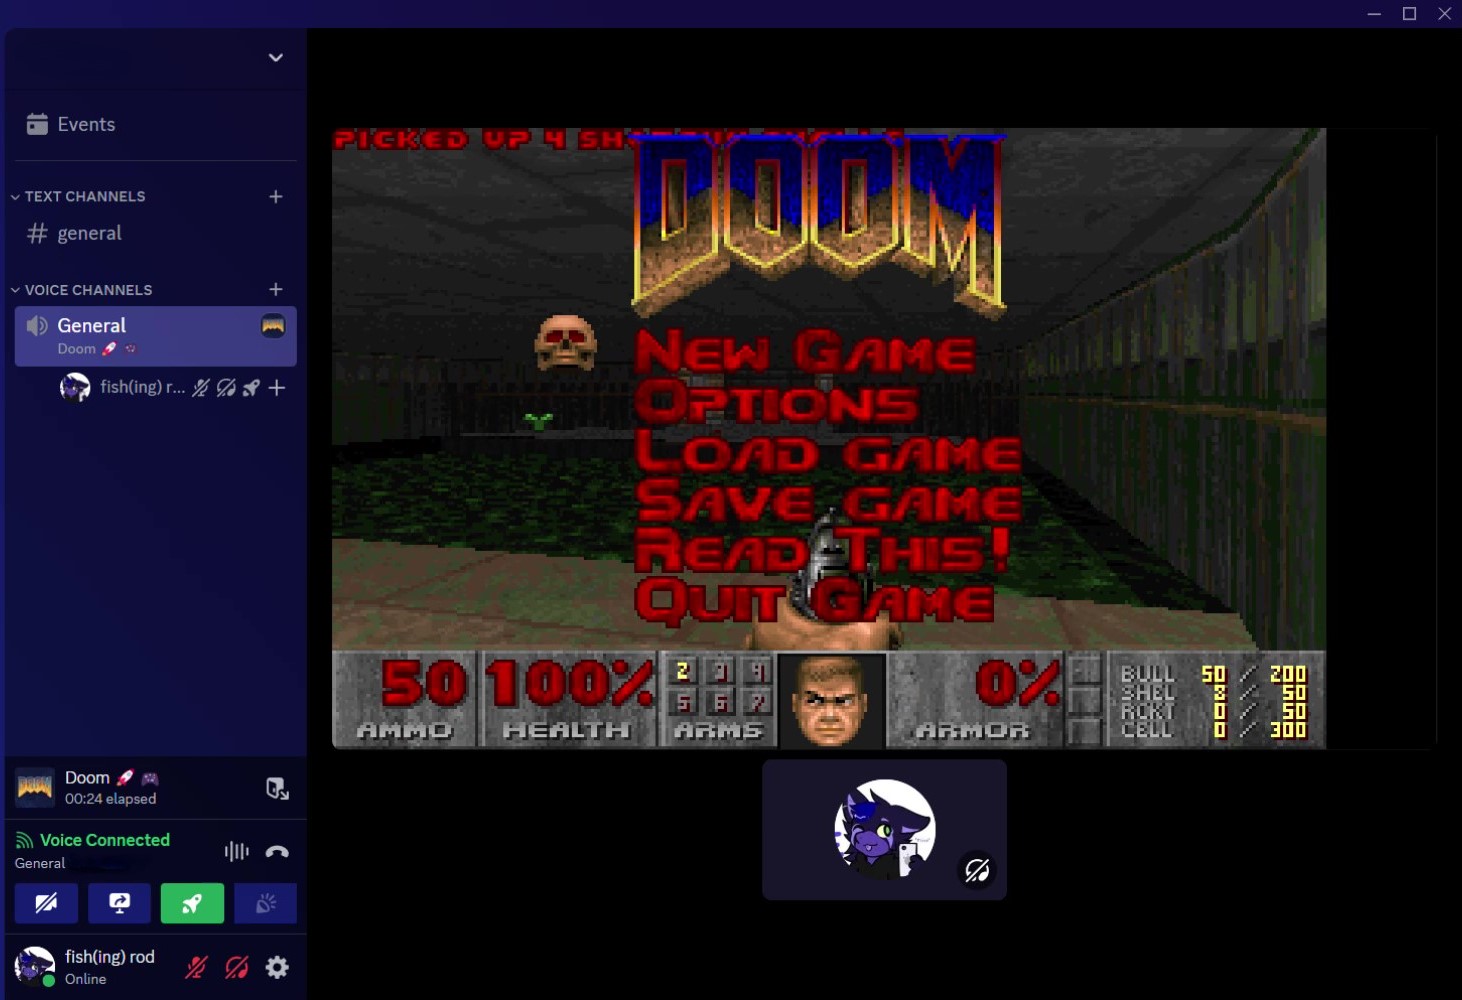 Events
TEXT CHANNELS
general
VOICE CHANNELS
General
Doom
fish(ing) r...
Doom
00:24 elapsed
Voice Connected
General
fish(ing) rod
Online
PICKED UP 4
DOOM
NEW GAME
OPTIONS
LOAD GAME
SAVE GAME
READ THIS!
QUIT GAME
50 100% 2 3 4 0%
5 6 7
AMMO HEALTH ARMS ARMOR
BULL 50 / 200
SHEL 8 / 50
RCKT 0 / 50
CELL 0 / 300